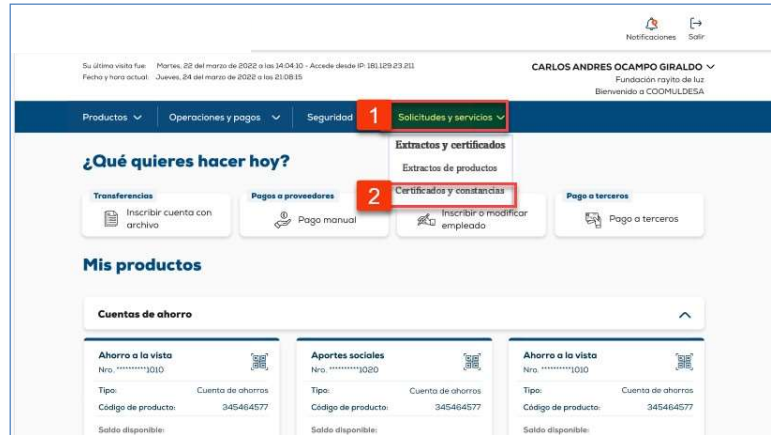 Notificaciones Salir
Su última visita fue: Martes, 22 del marzo de 2022 a las 14:04:10 - Accede desde IP: 181.129.23.211
Fecha y hora actual: Jueves, 24 del marzo de 2022 a las 21:08:15
CARLOS ANDRES OCAMPO GIRALDO
Fundación rayito de luz
Bienvenido a COOMULDESA
Productos Operaciones y pagos Seguridad 1 Solicitudes y servicios
Extractos y certificados
Extractos de productos
2 Certificados y constancias
¿Qué quieres hacer hoy?
Transferencias
Inscribir cuenta con
archivo
Pagos a proveedores
Pago manual
Inscribir o modificar
empleado
Pago a terceros
Pago a terceros
Mis productos
Cuentas de ahorro
Ahorro a la vista
Nro. **********1010
Tipo: Cuenta de ahorros
Código de producto: 345464577
Saldo disponible:
Aportes sociales
Nro. **********1020
Tipo: Cuenta de ahorros
Código de producto: 345464577
Saldo disponible:
Ahorro a la vista
Nro. **********1010
Tipo: Cuenta de ahorros
Código de producto: 345464577
Saldo disponible: